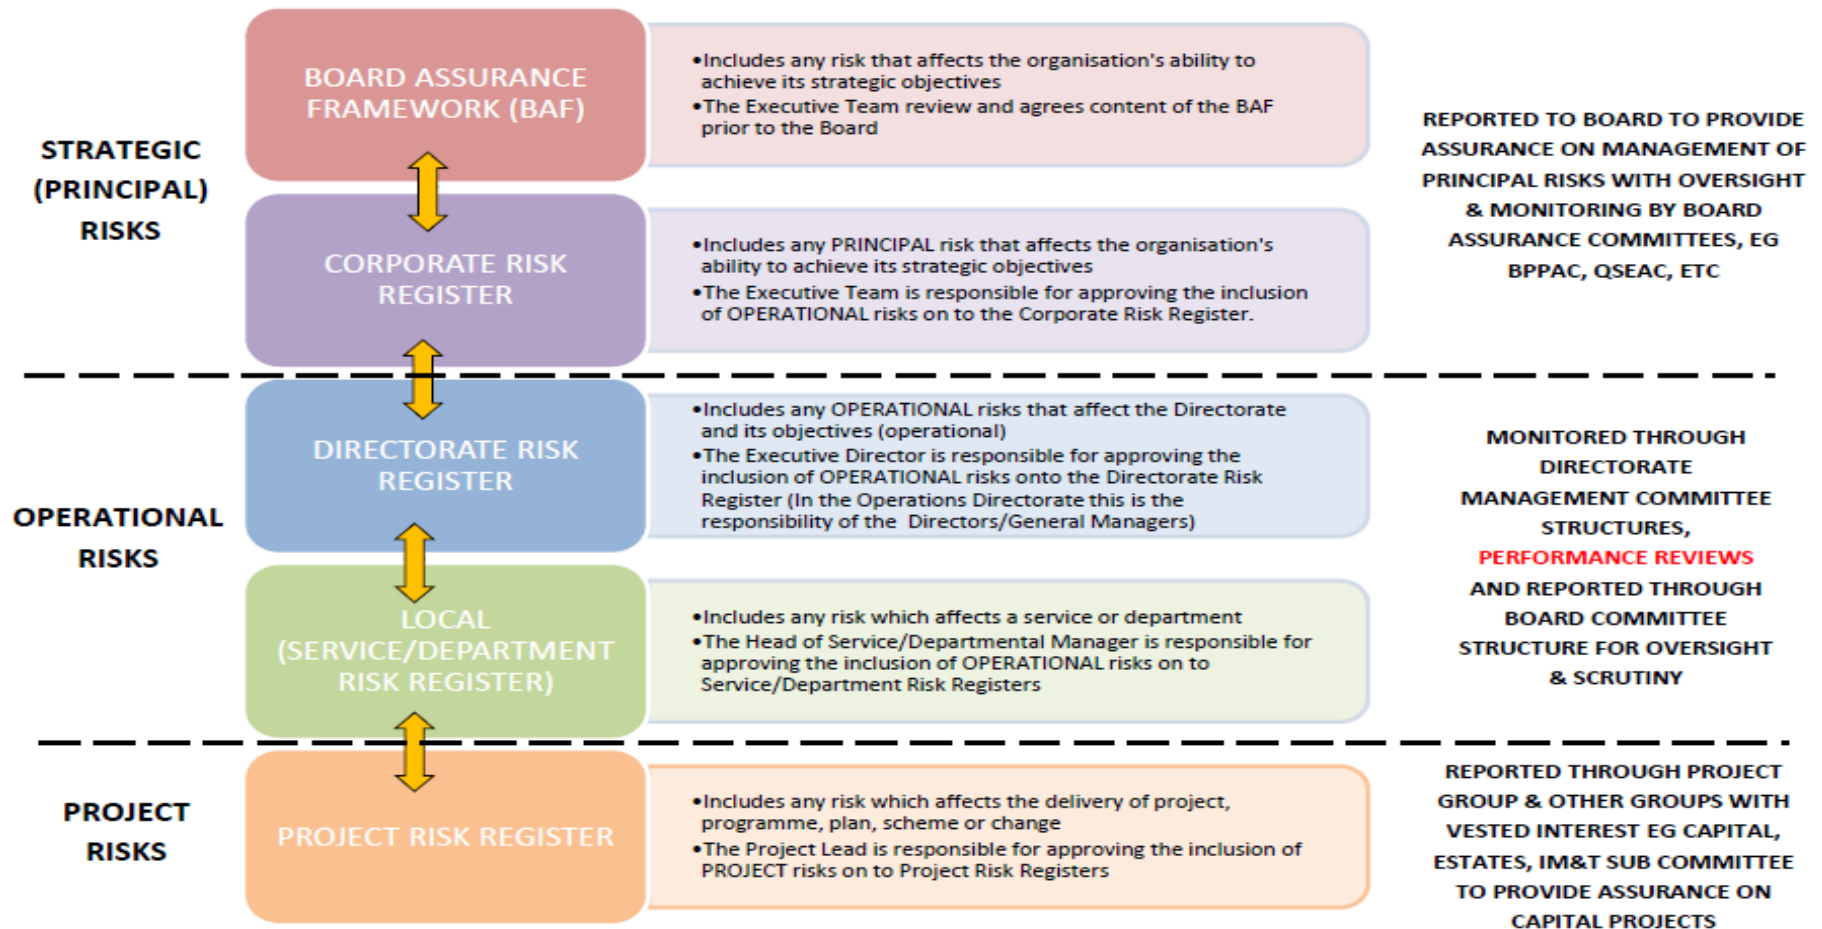 STRATEGIC
(PRINCIPAL)
RISKS
BOARD ASSURANCE
FRAMEWORK (BAF)
•Includes any risk that affects the organisation's ability to
achieve its strategic objectives
•The Executive Team review and agrees content of the BAF
prior to the Board
CORPORATE RISK
REGISTER
•Includes any PRINCIPAL risk that affects the organisation's
ability to achieve its strategic objectives
•The Executive Team is responsible for approving the inclusion
of OPERATIONAL risks on to the Corporate Risk Register.
REPORTED TO BOARD TO PROVIDE
ASSURANCE ON MANAGEMENT OF
PRINCIPAL RISKS WITH OVERSIGHT
& MONITORING BY BOARD
ASSURANCE COMMITTEES, EG
BPPAC, QSEAC, ETC
OPERATIONAL
RISKS
DIRECTORATE RISK
REGISTER
•Includes any OPERATIONAL risks that affect the Directorate
and its objectives (operational)
•The Executive Director is responsible for approving the
inclusion of OPERATIONAL risks onto the Directorate Risk
Register (In the Operations Directorate this is the
responsibility of the Directors/General Managers)
LOCAL
(SERVICE/DEPARTMENT
RISK REGISTER)
•Includes any risk which affects a service or department
•The Head of Service/Departmental Manager is responsible for
approving the inclusion of OPERATIONAL risks on to
Service/Department Risk Registers
MONITORED THROUGH
DIRECTORATE
MANAGEMENT COMMITTEE
STRUCTURES,
PERFORMANCE REVIEWS
AND REPORTED THROUGH
BOARD COMMITTEE
STRUCTURE FOR OVERSIGHT
& SCRUTINY
PROJECT
RISKS
PROJECT RISK REGISTER
•Includes any risk which affects the delivery of project,
programme, plan, scheme or change
•The Project Lead is responsible for approving the inclusion of
PROJECT risks on to Project Risk Registers
REPORTED THROUGH PROJECT
GROUP & OTHER GROUPS WITH
VESTED INTEREST EG CAPITAL,
ESTATES, IM&T SUB COMMITTEE
TO PROVIDE ASSURANCE ON
CAPITAL PROJECTS